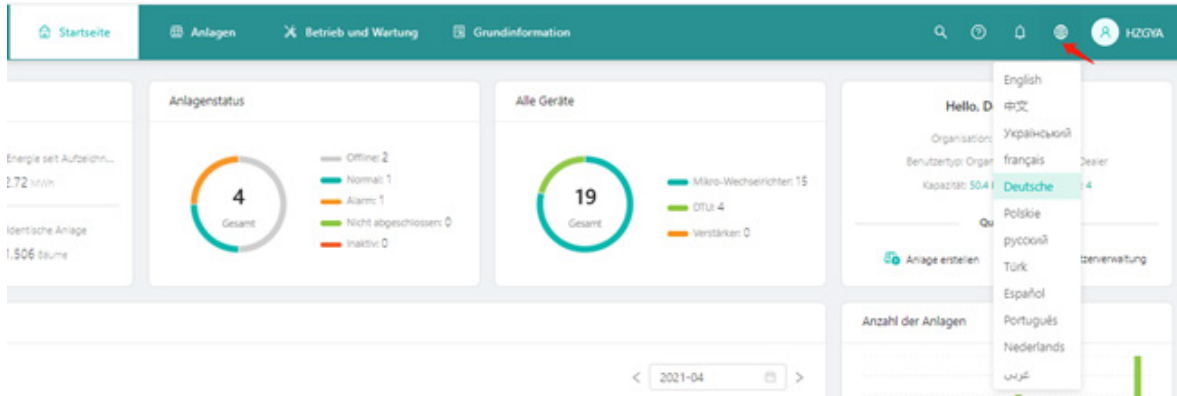 Startseite
Anlagen
Betrieb und Wartung
Grundinformation
HZGYA
English
中文
Український
français
Deutsche
Polskie
русский
Türk
Español
Português
Nederlands
عربى
Energie seit Aufzeichn...
2.72 MWh
Identische Anlage
1.506 Bäume
Anlagenstatus
4
Gesamt
Offline: 2
Normal: 1
Alarm: 1
Nicht abgeschlossen: 0
Inaktiv: 0
Alle Geräte
19
Gesamt
Mikro-Wechselrichter: 15
DTU: 4
Verstärker: 0
Hello, D
Organisation:
Benutzertyp: Organ
Dealer
Kapazität: 50.4
: 4
Qu
Anlage erstellen
tzerverwaltung
2021-04
Anzahl der Anlagen